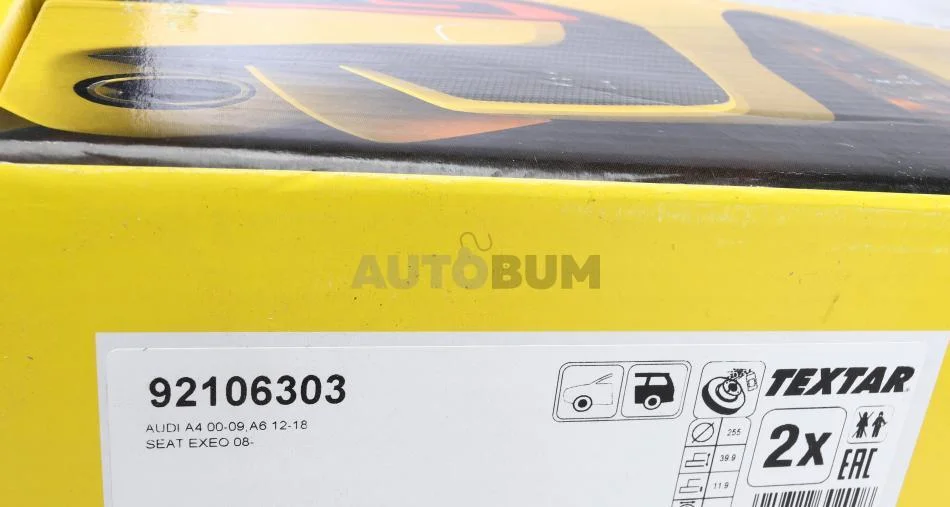 AUTOBUM
92106303
AUDI A4 00-09,A6 12-18
SEAT EXEO 08-
TEXTAR
255
39.9
11.9
2x
EAC